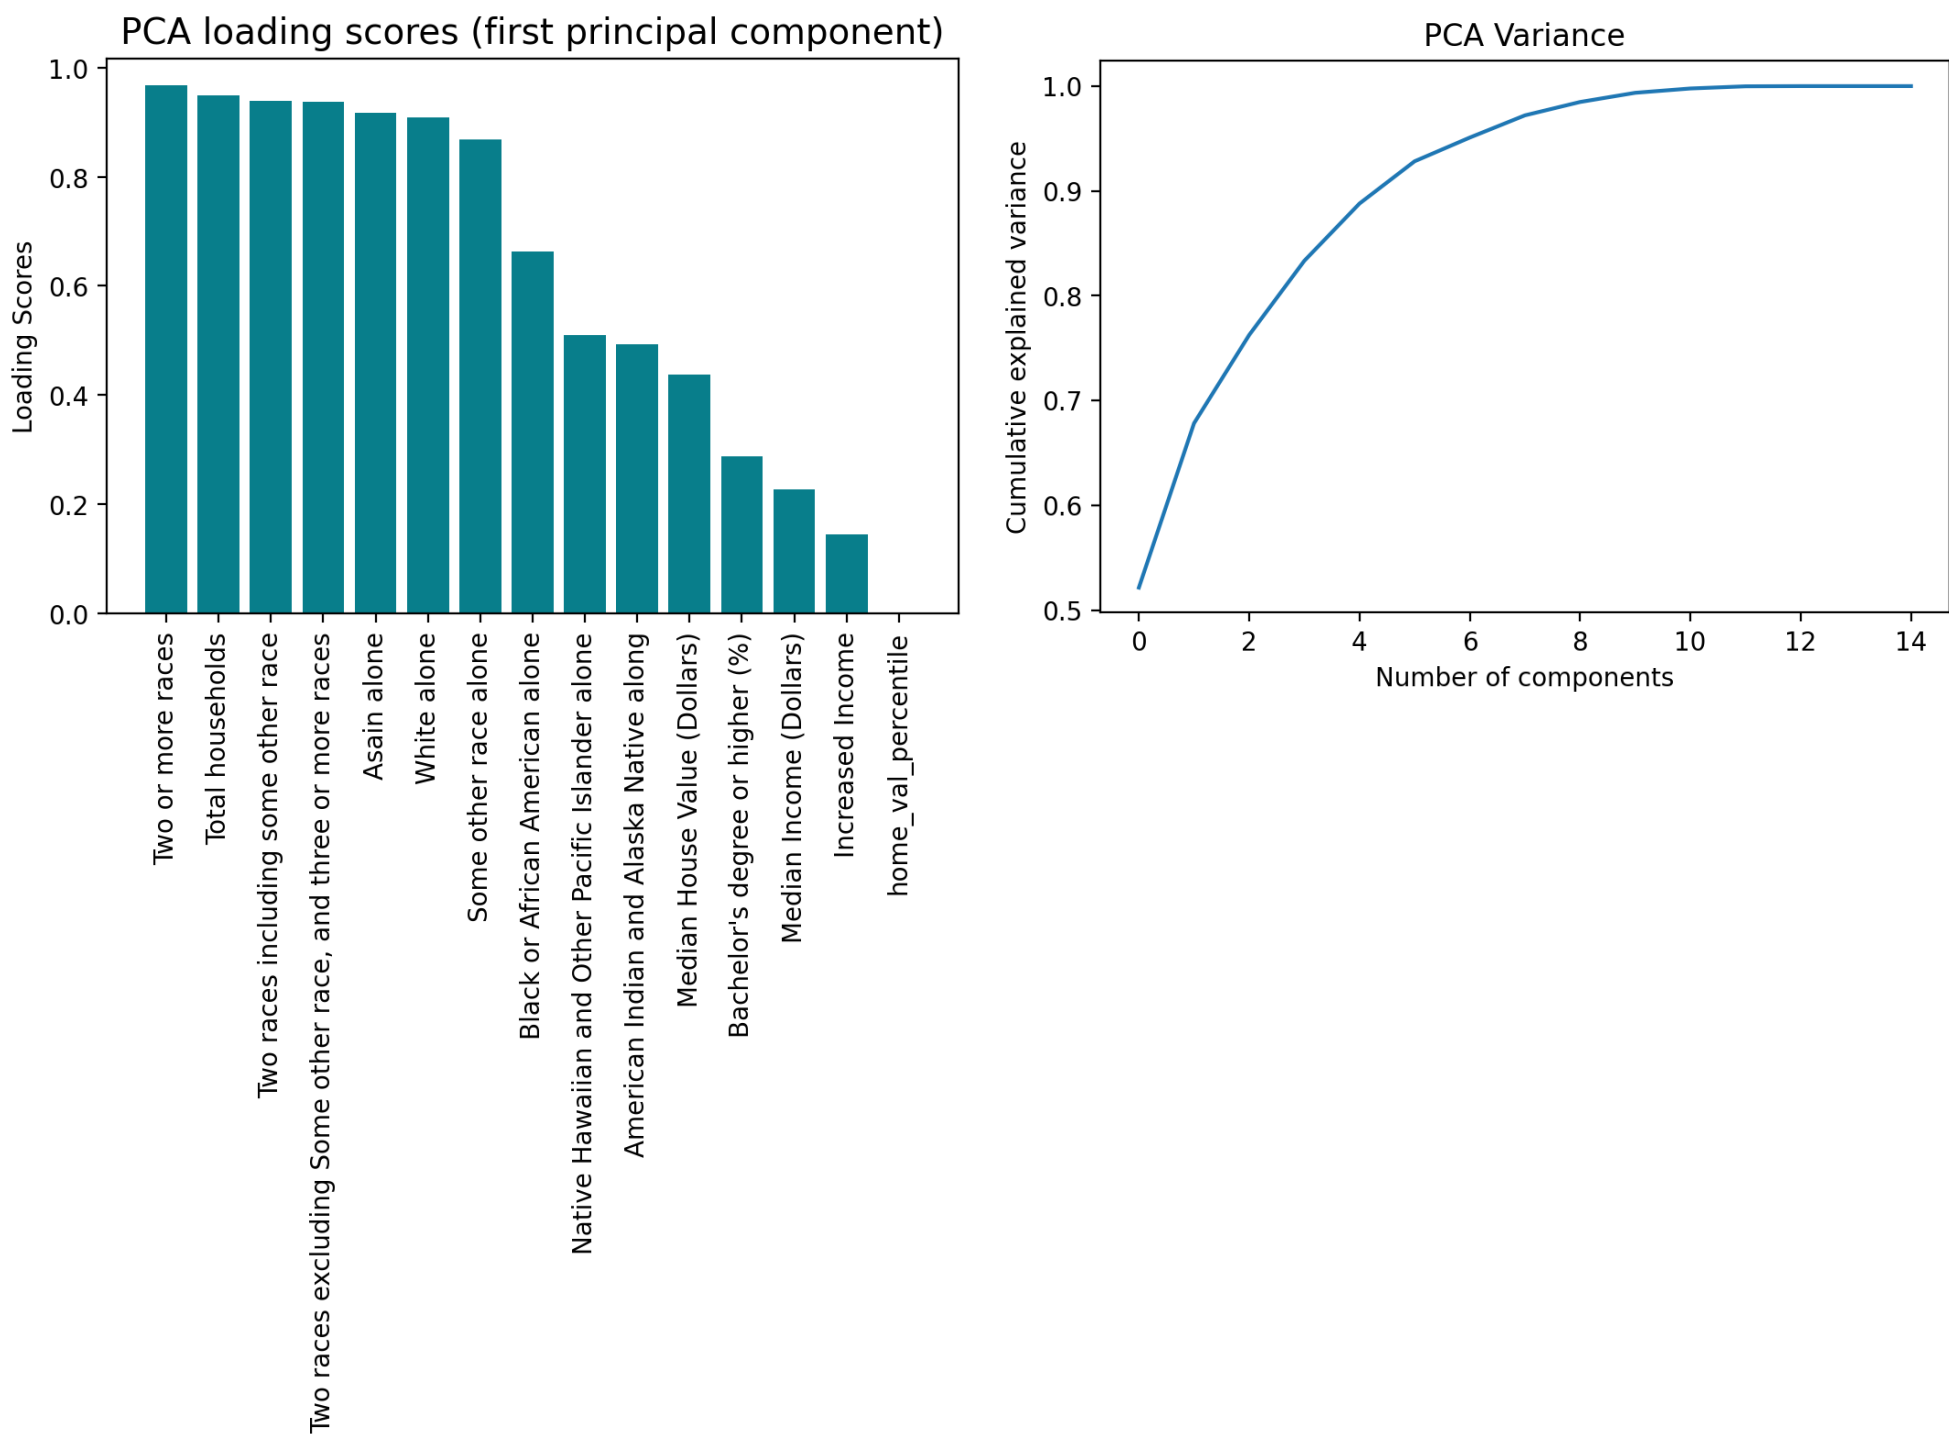 PCA loading scores (first principal component)
1.0
0.8
0.6
0.4
0.2
0.0
Loading Scores
Two or more races
Total households
Two races including some other race
Two races excluding Some other race, and three or more races
Asain alone
White alone
Some other race alone
Black or African American alone
Native Hawaiian and Other Pacific Islander alone
American Indian and Alaska Native along
Median House Value (Dollars)
Bachelor's degree or higher (%)
Median Income (Dollars)
Increased Income
home_val_percentile
PCA Variance
1.0
0.9
0.8
0.7
0.6
0.5
Cumulative explained variance
0 2 4 6 8 10 12 14
Number of components